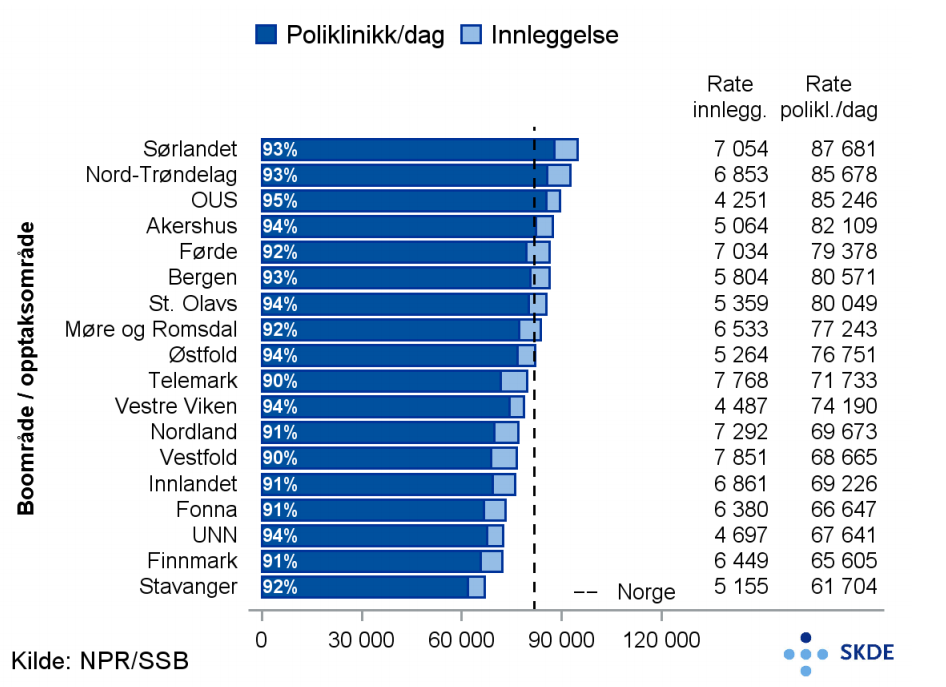 Poliklinikk/dag Innleggelse
Rate Rate
innlegg. polikl./dag
Boområde / opptaksområde
Sørlandet 93% 7 054 87 681
Nord-Trøndelag 93% 6 853 85 678
OUS 95% 4 251 85 246
Akershus 94% 5 064 82 109
Førde 92% 7 034 79 378
Bergen 93% 5 804 80 571
St. Olavs 94% 5 359 80 049
Møre og Romsdal 92% 6 533 77 243
Østfold 94% 5 264 76 751
Telemark 90% 7 768 71 733
Vestre Viken 94% 4 487 74 190
Nordland 91% 7 292 69 673
Vestfold 90% 7 851 68 665
Innlandet 91% 6 861 69 226
Fonna 91% 6 380 66 647
UNN 94% 4 697 67 641
Finnmark 91% 6 449 65 605
Stavanger 92% 5 155 61 704
Norge
0 30 000 60 000 90 000 120 000
Kilde: NPR/SSB
SKDE